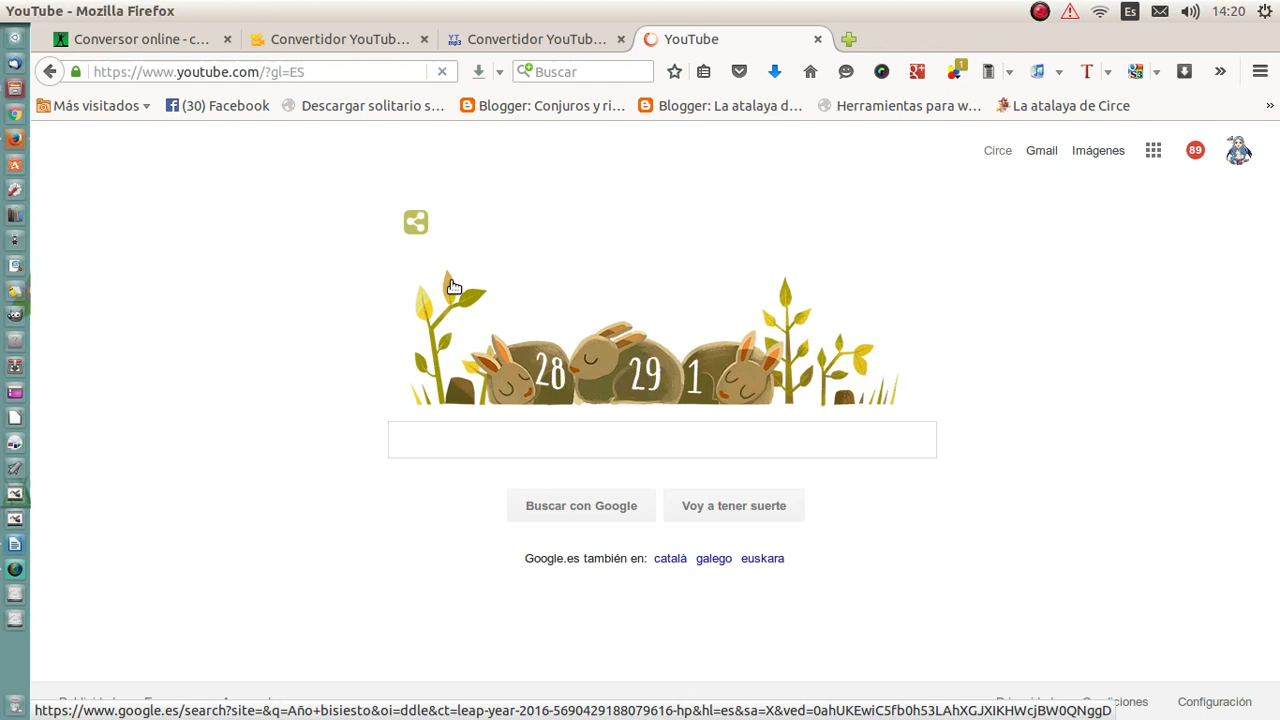 YouTube - Mozilla Firefox
Es
14:20
Conversor online - c...
Convertidor YouTub...
YT mp3
Convertidor YouTub...
YouTube
https://www.youtube.com/?gl=ES
Buscar
1
T
Más visitados
(30) Facebook
Descargar solitario s...
Blogger: Conjuros y ri...
Blogger: La atalaya d...
Herramientas para w...
La atalaya de Circe
»
Circe
Gmail
Imágenes
89
28
29
1
Buscar con Google
Voy a tener suerte
Google.es también en: català galego euskara
Configuración
https://www.google.es/search?site=&q=Año+bisiesto&oi=ddle&ct=leap-year-2016-5690429188079616-hp&hl=es&sa=X&ved=0ahUKEwiC5fb0h53LAhXGJXIKHWcjBW0QNggD